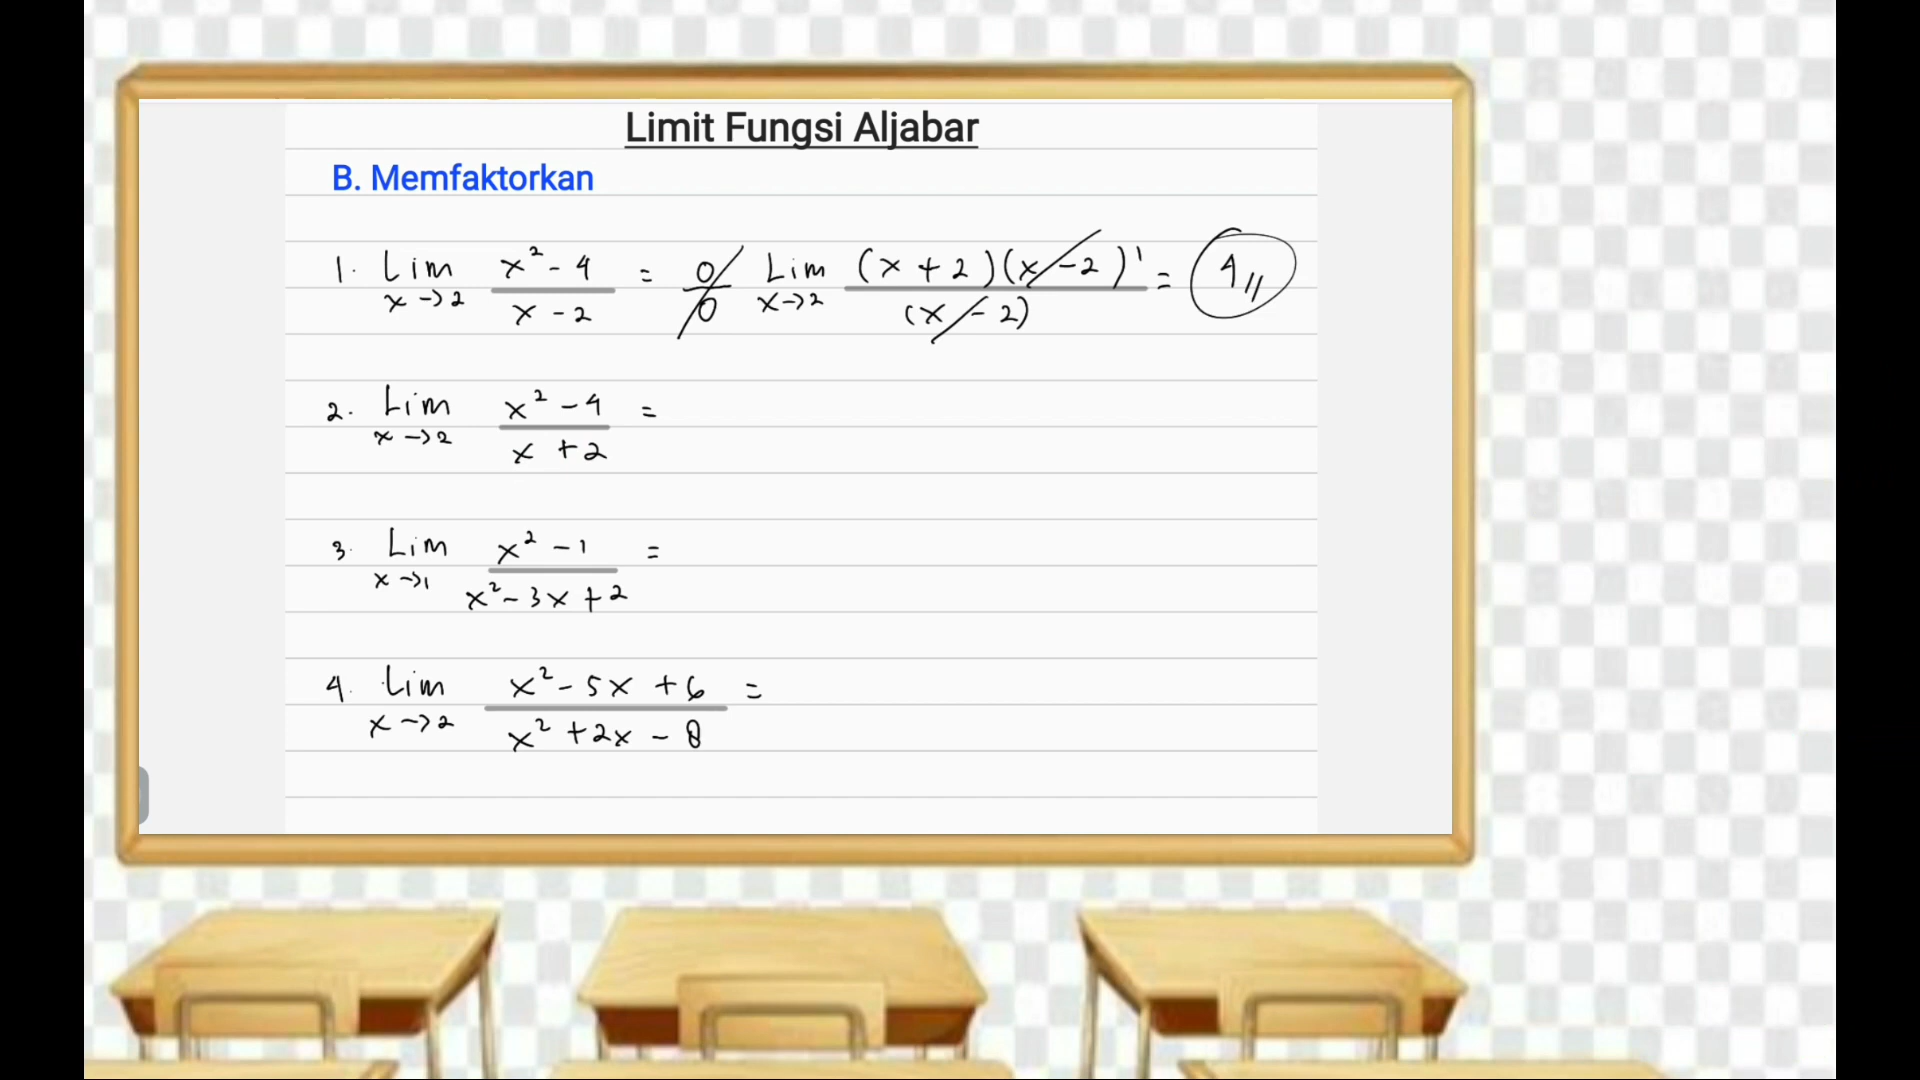 Limit Fungsi Aljabar
B. Memfaktorkan
1. Lim x→2 (x² - 4)/(x - 2) = 0/0 Lim x→2 (x + 2)(x - 2)¹/(x - 2) = 4//
2. Lim x→2 (x² - 4)/(x + 2) =
3. Lim x→1 (x² - 1)/(x² - 3x + 2) =
4. Lim x→2 (x² - 5x + 6)/(x² + 2x - 8) =